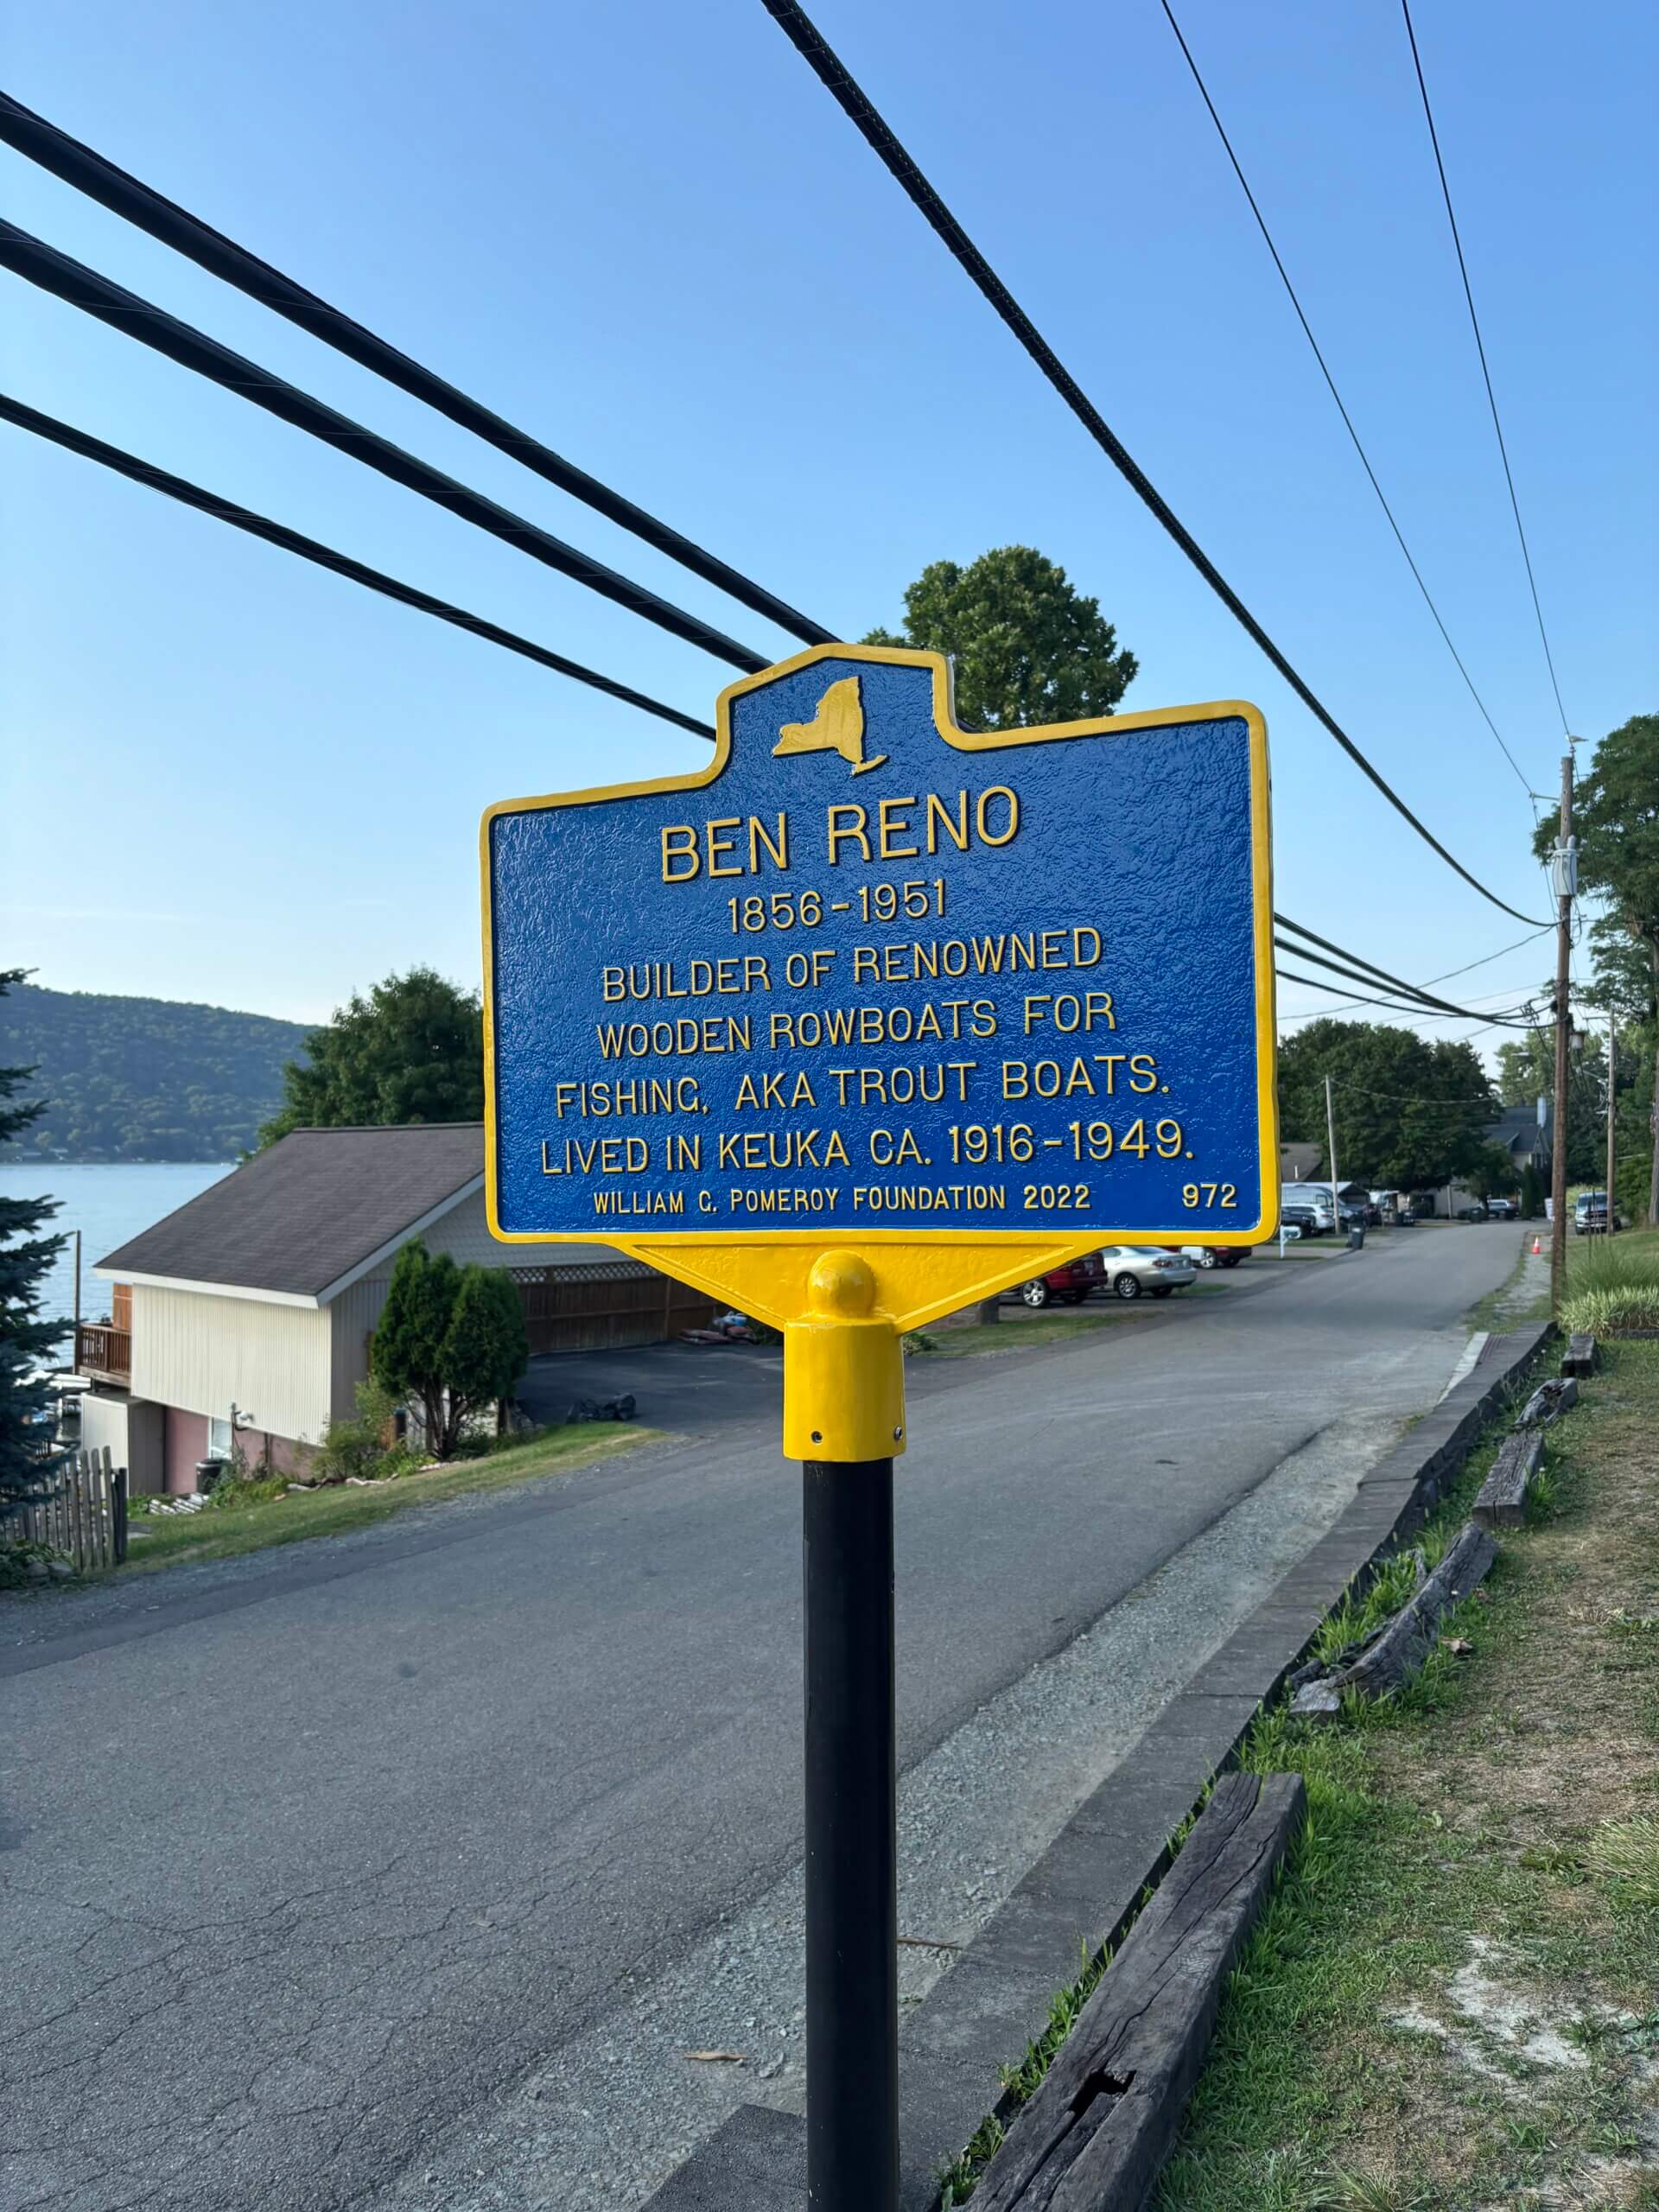 BEN RENO
1856-1951
BUILDER OF RENOWNED
WOODEN ROWBOATS FOR
FISHING, AKA TROUT BOATS.
LIVED IN KEUKA CA. 1916-1949.
WILLIAM G. POMEROY FOUNDATION 2022 972